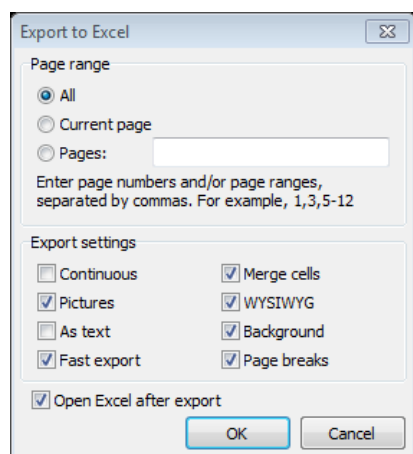 Export to Excel
Page range
All
Current page
Pages:
Enter page numbers and/or page ranges,
separated by commas. For example, 1,3,5-12
Export settings
Continuous Merge cells
Pictures WYSIWYG
As text Background
Fast export Page breaks
Open Excel after export
OK Cancel